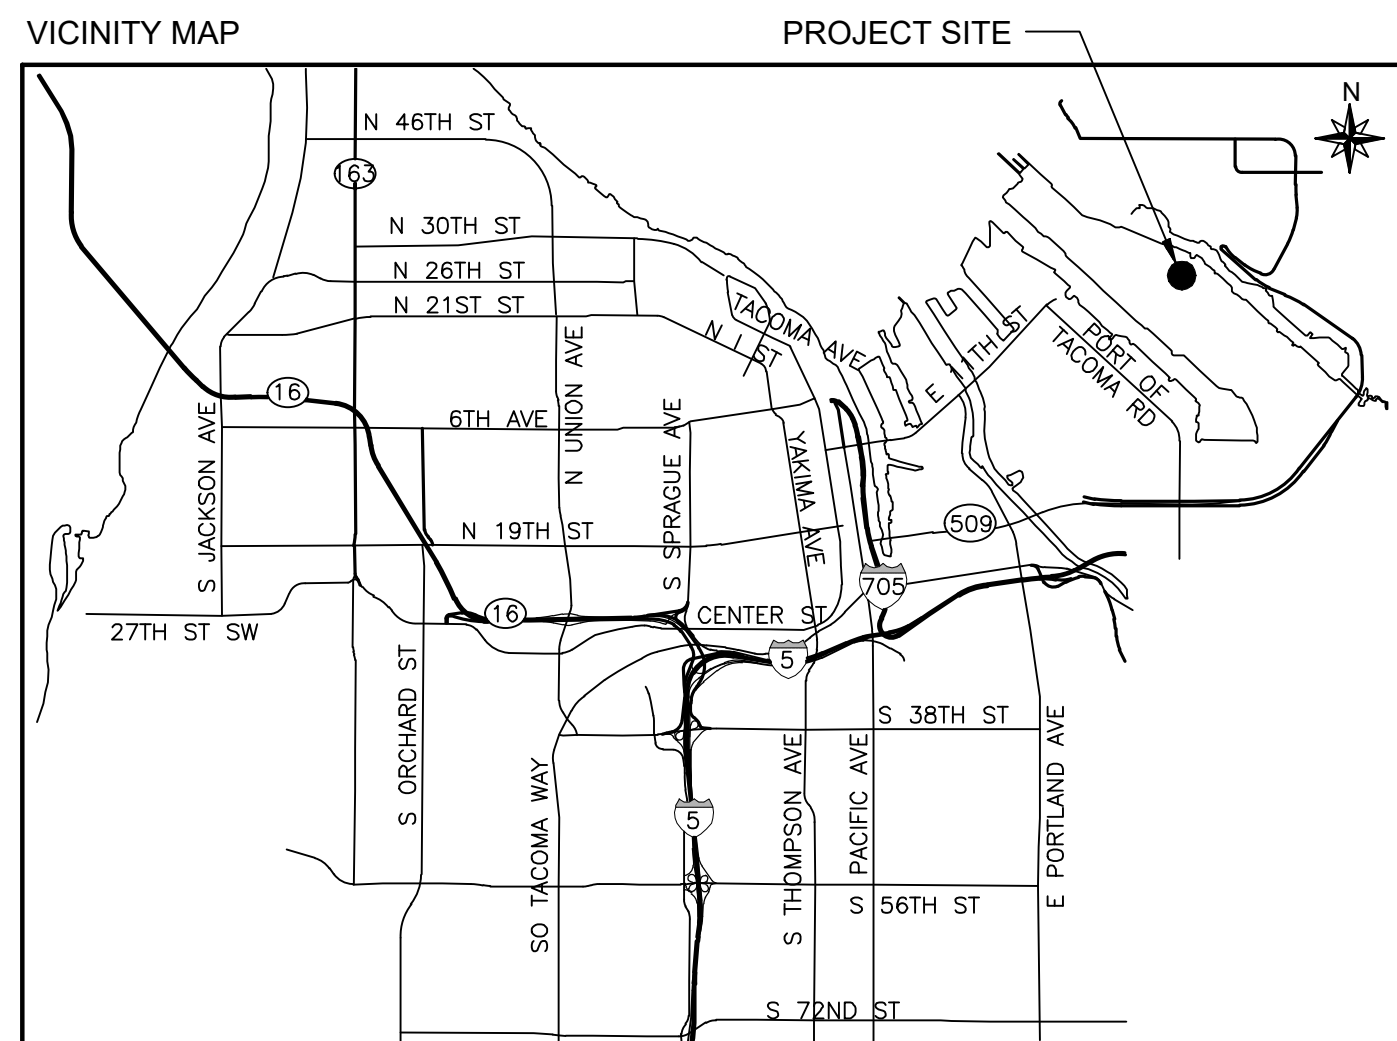 VICINITY MAP
PROJECT SITE
N
N 46TH ST
163
N 30TH ST
N 26TH ST
N 21ST ST
TACOMA AVE
N I ST
E 11TH ST
PORT OF
TACOMA RD
16
6TH AVE
N UNION AVE
S SPRAGUE AVE
S JACKSON AVE
YAKIMA AVE
N 19TH ST
509
705
16
CENTER ST
27TH ST SW
5
S ORCHARD ST
S 38TH ST
SO TACOMA WAY
5
S THOMPSON AVE
PACIFIC AVE
E PORTLAND AVE
S 56TH ST
S 72ND ST